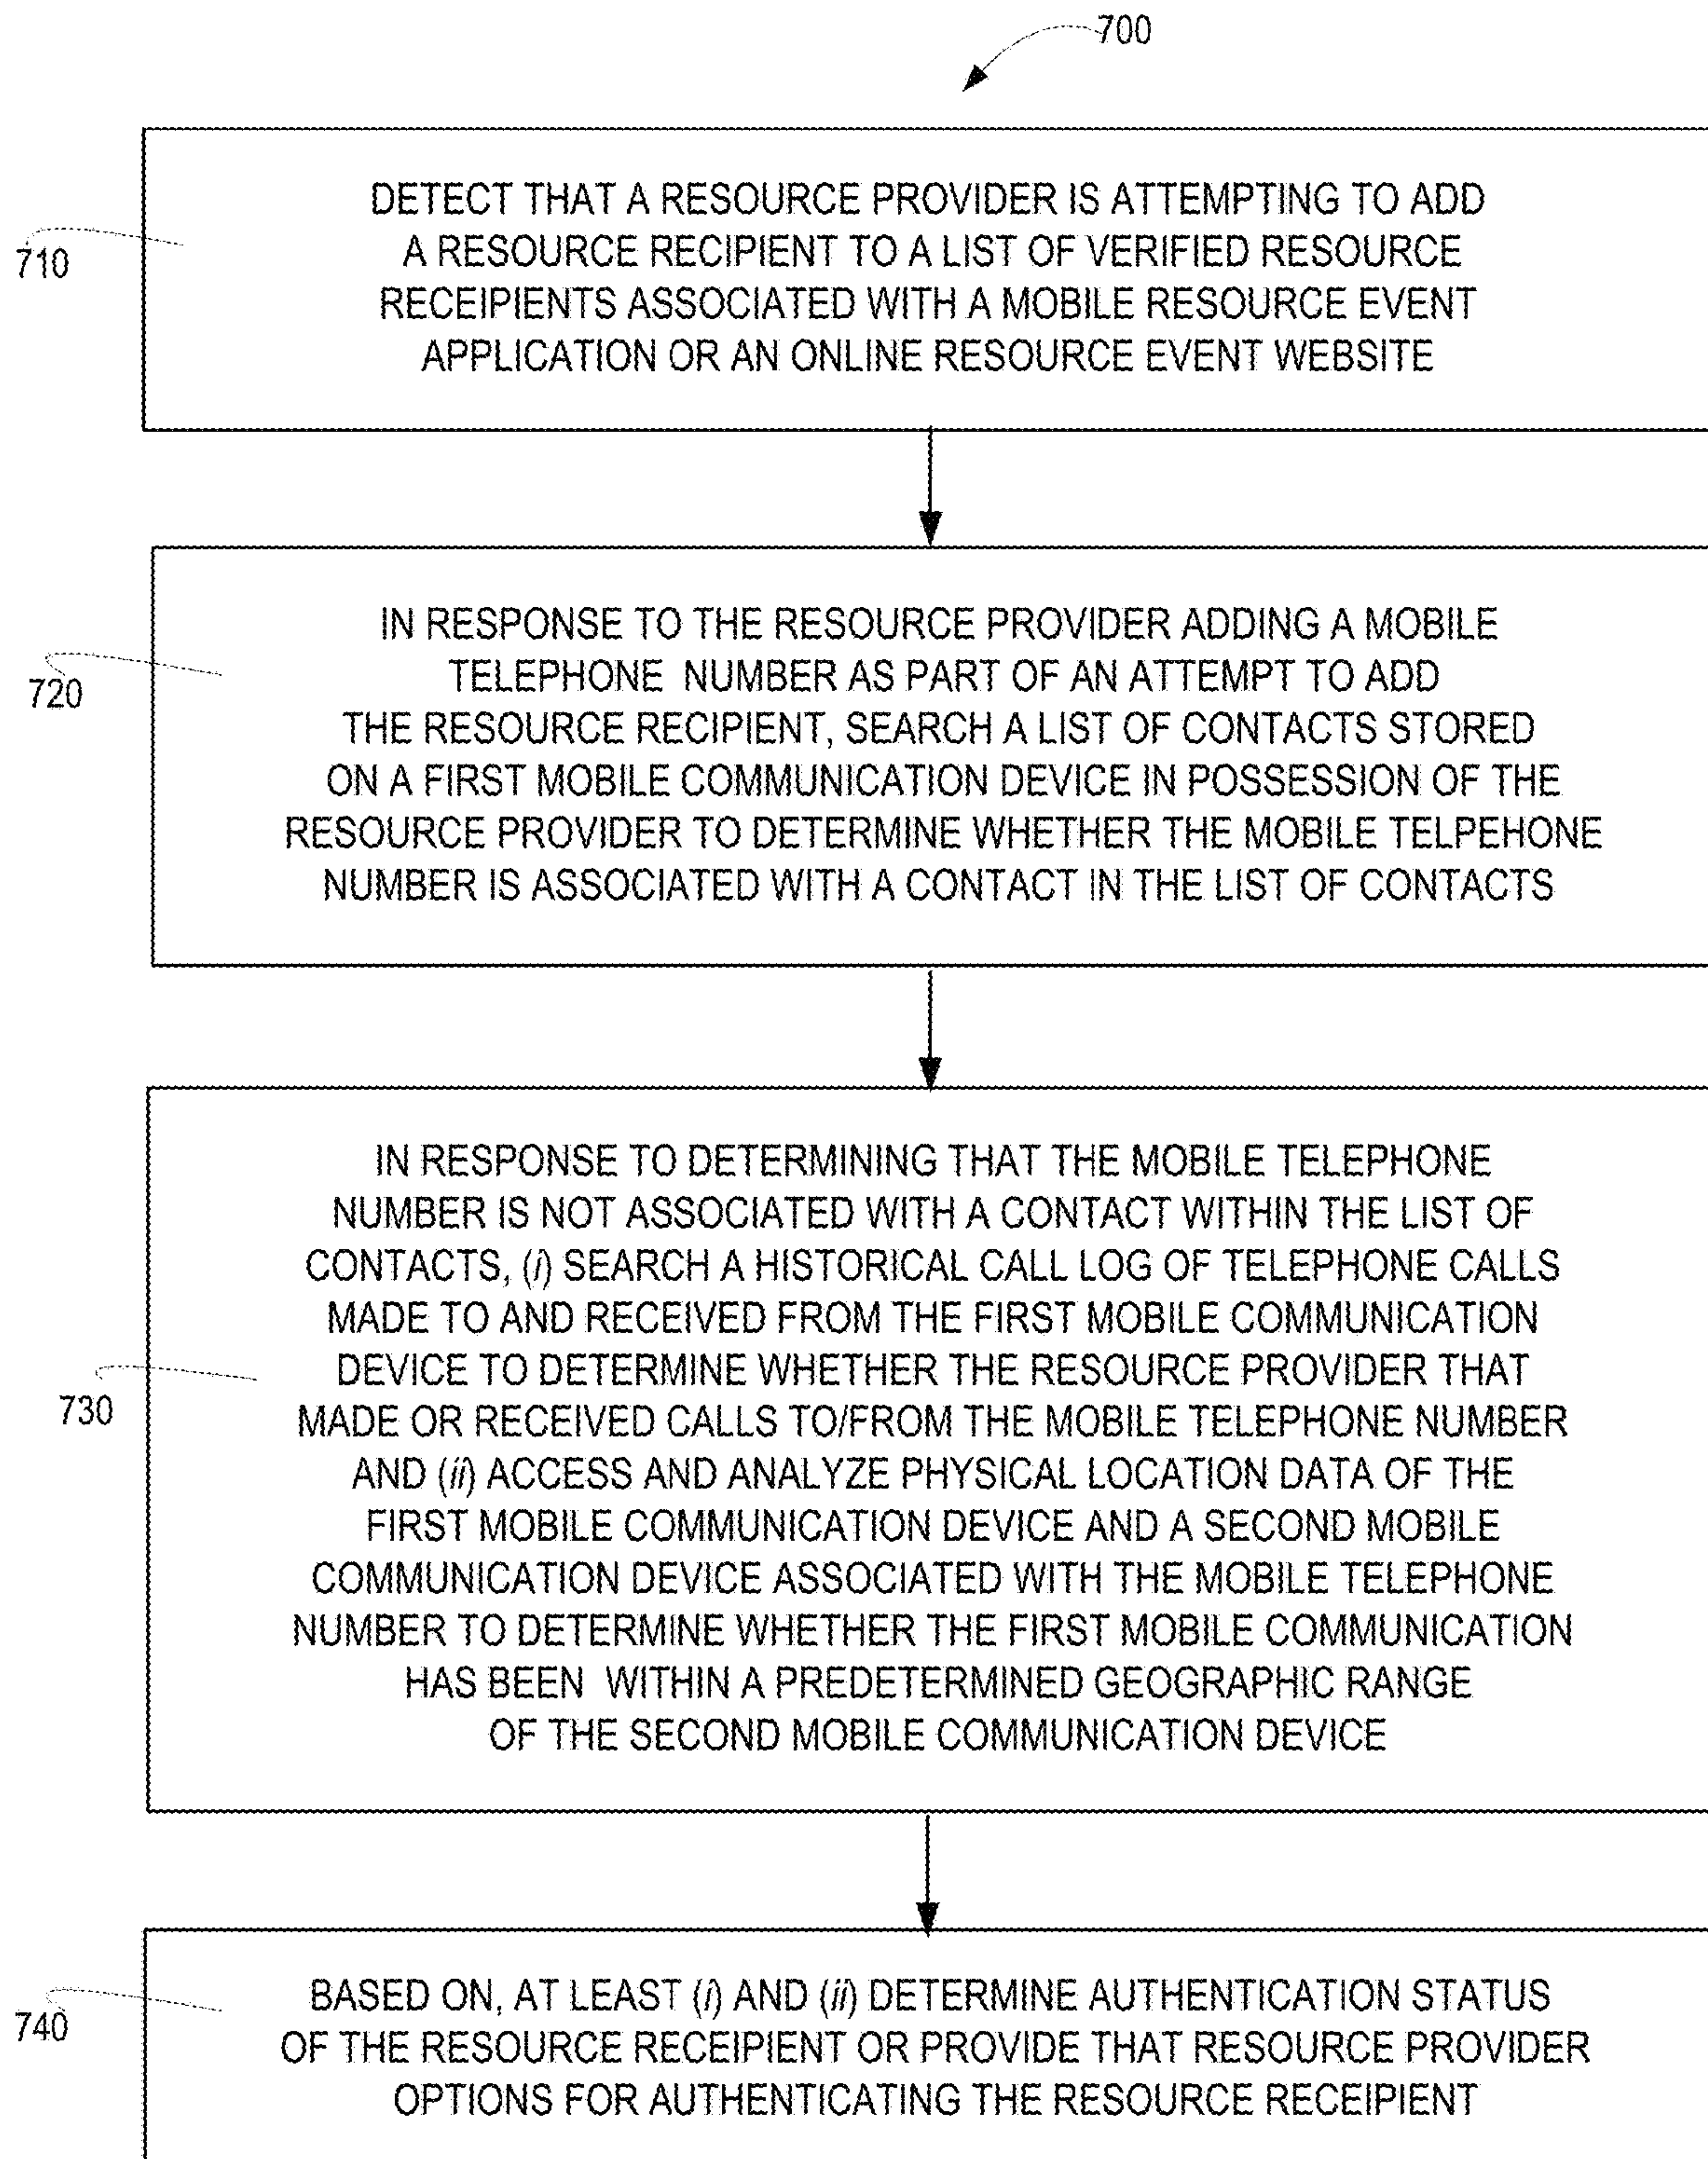 700
710
DETECT THAT A RESOURCE PROVIDER IS ATTEMPTING TO ADD
A RESOURCE RECIPIENT TO A LIST OF VERIFIED RESOURCE
RECEIPIENTS ASSOCIATED WITH A MOBILE RESOURCE EVENT
APPLICATION OR AN ONLINE RESOURCE EVENT WEBSITE
720
IN RESPONSE TO THE RESOURCE PROVIDER ADDING A MOBILE
TELEPHONE NUMBER AS PART OF AN ATTEMPT TO ADD
THE RESOURCE RECIPIENT, SEARCH A LIST OF CONTACTS STORED
ON A FIRST MOBILE COMMUNICATION DEVICE IN POSSESSION OF THE
RESOURCE PROVIDER TO DETERMINE WHETHER THE MOBILE TELPEHONE
NUMBER IS ASSOCIATED WITH A CONTACT IN THE LIST OF CONTACTS
730
IN RESPONSE TO DETERMINING THAT THE MOBILE TELEPHONE
NUMBER IS NOT ASSOCIATED WITH A CONTACT WITHIN THE LIST OF
CONTACTS, (i) SEARCH A HISTORICAL CALL LOG OF TELEPHONE CALLS
MADE TO AND RECEIVED FROM THE FIRST MOBILE COMMUNICATION
DEVICE TO DETERMINE WHETHER THE RESOURCE PROVIDER THAT
MADE OR RECEIVED CALLS TO/FROM THE MOBILE TELEPHONE NUMBER
AND (ii) ACCESS AND ANALYZE PHYSICAL LOCATION DATA OF THE
FIRST MOBILE COMMUNICATION DEVICE AND A SECOND MOBILE
COMMUNICATION DEVICE ASSOCIATED WITH THE MOBILE TELEPHONE
NUMBER TO DETERMINE WHETHER THE FIRST MOBILE COMMUNICATION
HAS BEEN WITHIN A PREDETERMINED GEOGRAPHIC RANGE
OF THE SECOND MOBILE COMMUNICATION DEVICE
740
BASED ON, AT LEAST (i) AND (ii) DETERMINE AUTHENTICATION STATUS
OF THE RESOURCE RECEIPIENT OR PROVIDE THAT RESOURCE PROVIDER
OPTIONS FOR AUTHENTICATING THE RESOURCE RECEIPIENT